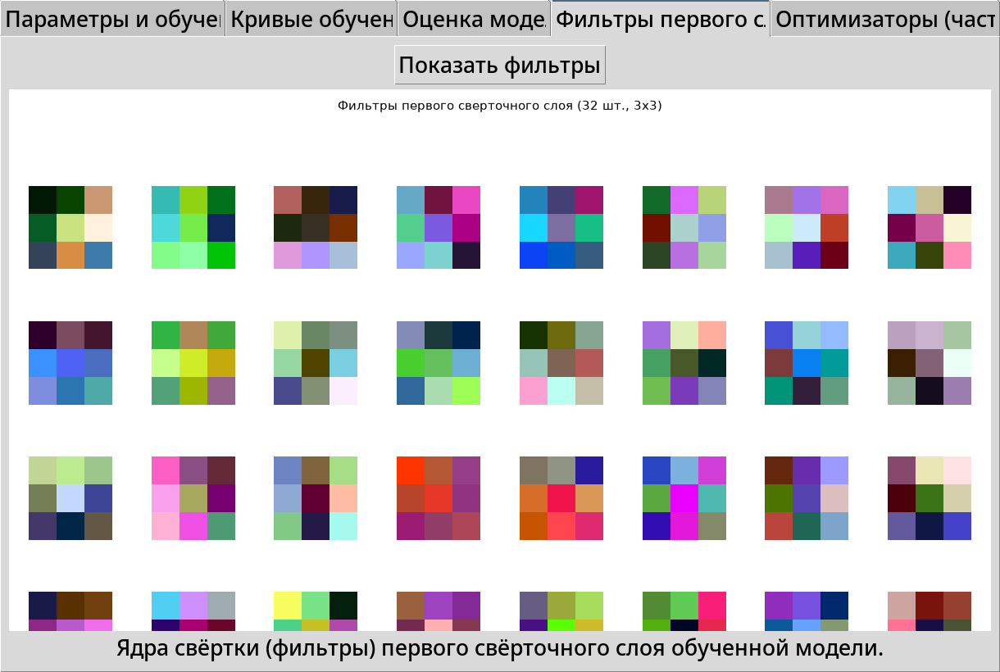 Параметры и обуче
Кривые обучен
Оценка моде
Фильтры первого с
Оптимизаторы (част
Показать фильтры
Фильтры первого сверточного слоя (32 шт., 3x3)
Ядра свёртки (фильтры) первого свёрточного слоя обученной модели.